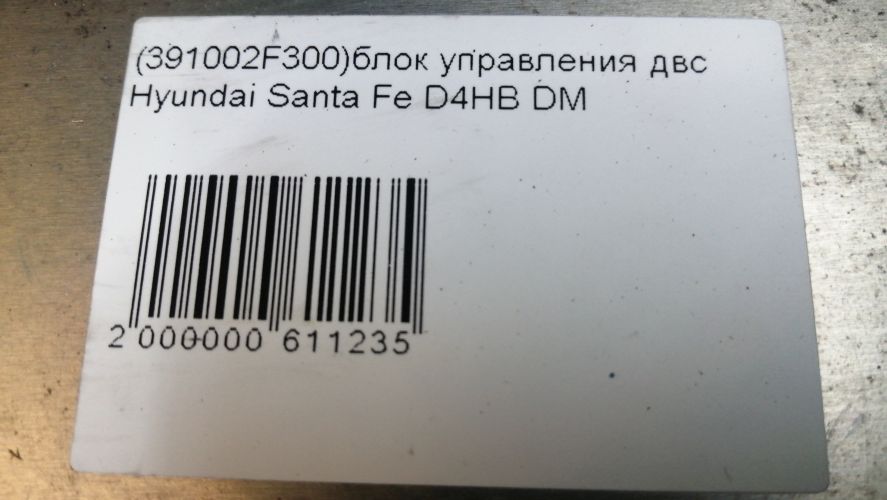 (391002F300)блок управления двс
Hyundai Santa Fe D4HB DM
2 000000 611235